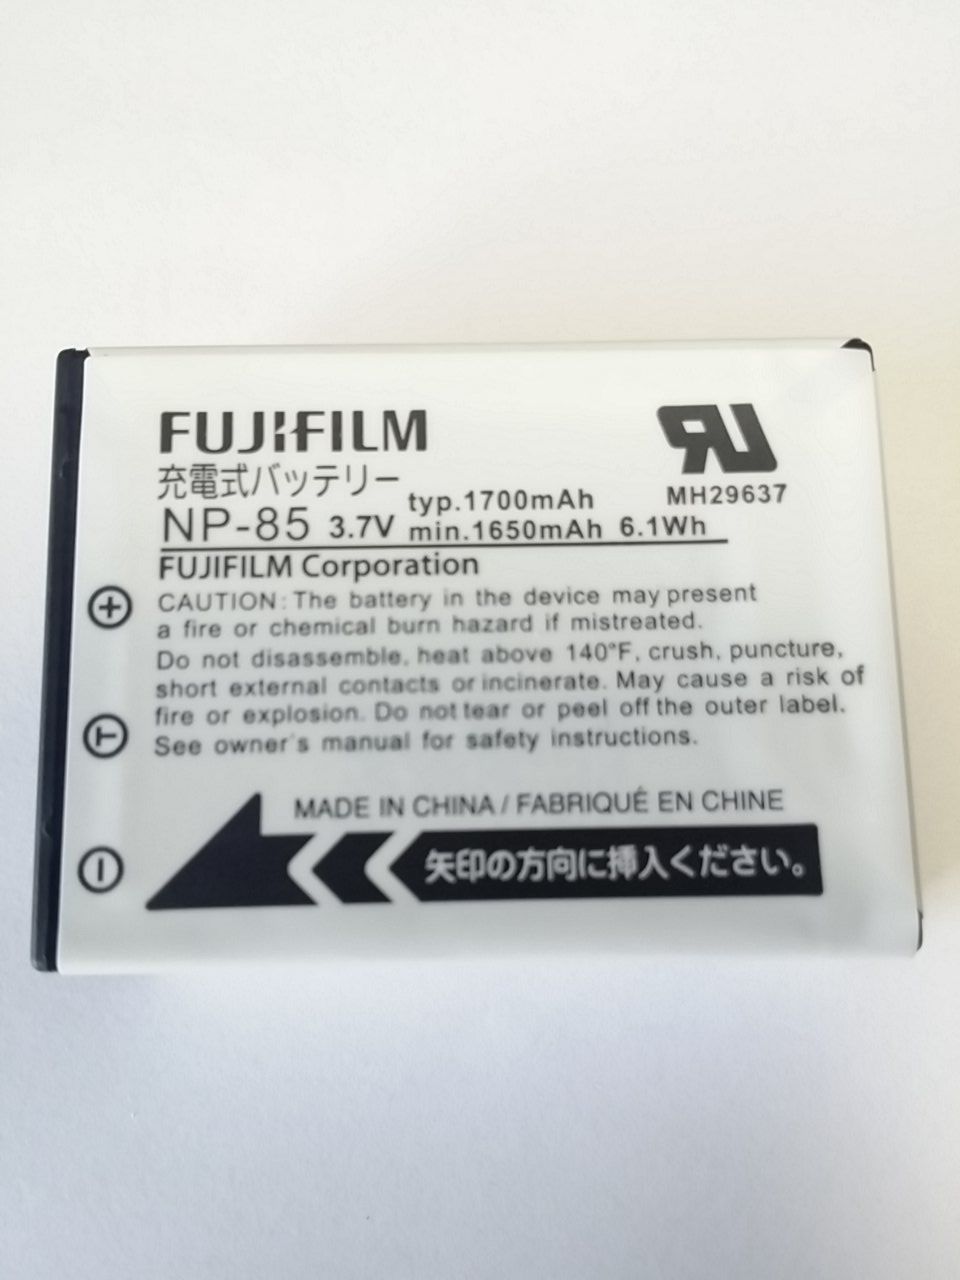 FUJIFILM
充電式バッテリー
NP-85 3.7V typ.1700mAh
min.1650mAh 6.1Wh
RU
MH29637
FUJIFILM Corporation
CAUTION: The battery in the device may present
a fire or chemical burn hazard if mistreated.
Do not disassemble, heat above 140°F, crush, puncture,
short external contacts or incinerate. May cause a risk of
fire or explosion. Do not tear or peel off the outer label.
See owner's manual for safety instructions.
+
T
−
MADE IN CHINA / FABRIQUÉ EN CHINE
矢印の方向に挿入ください。